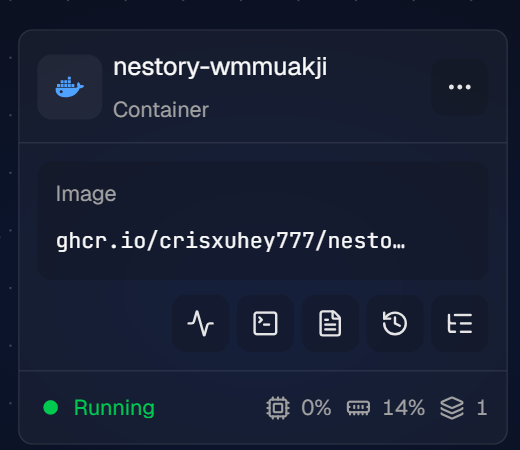 nestory-wmmuakji
Container
Image
ghcr.io/crisxuhey777/nesto…
Running 0% 14% 1